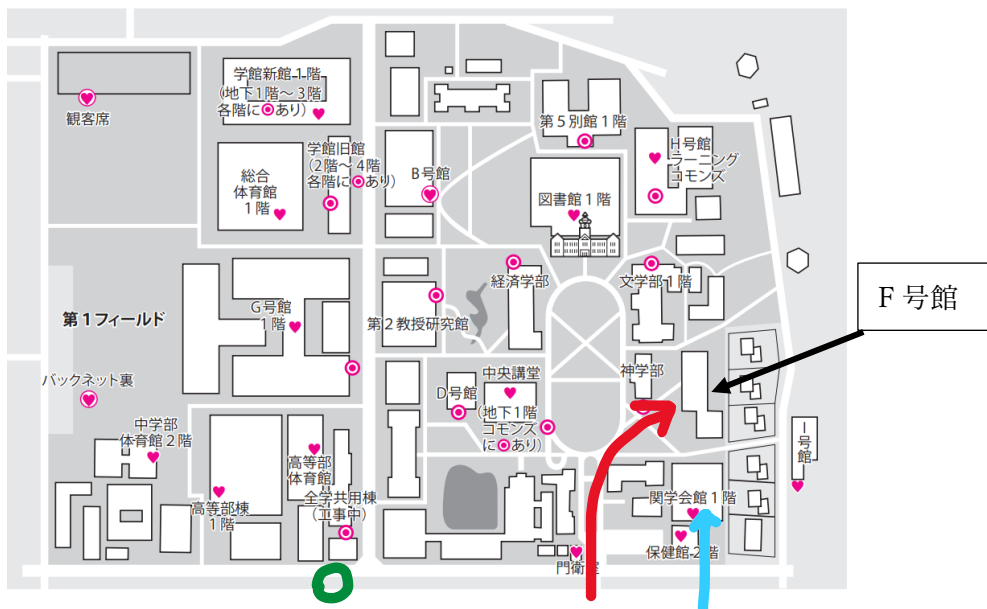 学館新館1階
(地下1階〜3階
各階に◉あり)
観客席
学館旧館
(2階〜4階
各階に◉あり)
第5別館1階
H号館
ラーニング
コモンズ
総合
体育館
1階
B号館
図書館1階
経済学部
文学部1階
F号館
第1フィールド
G号館
1階
第2教授研究館
神学部
バックネット裏
D号館
中央講堂
(地下1階
コモンズ
に◉あり)
中学部
体育館2階
高等部
体育館
I号館
高等部棟
1階
全学共用棟
(工事中)
関学会館1階
保健館2階
門衛室